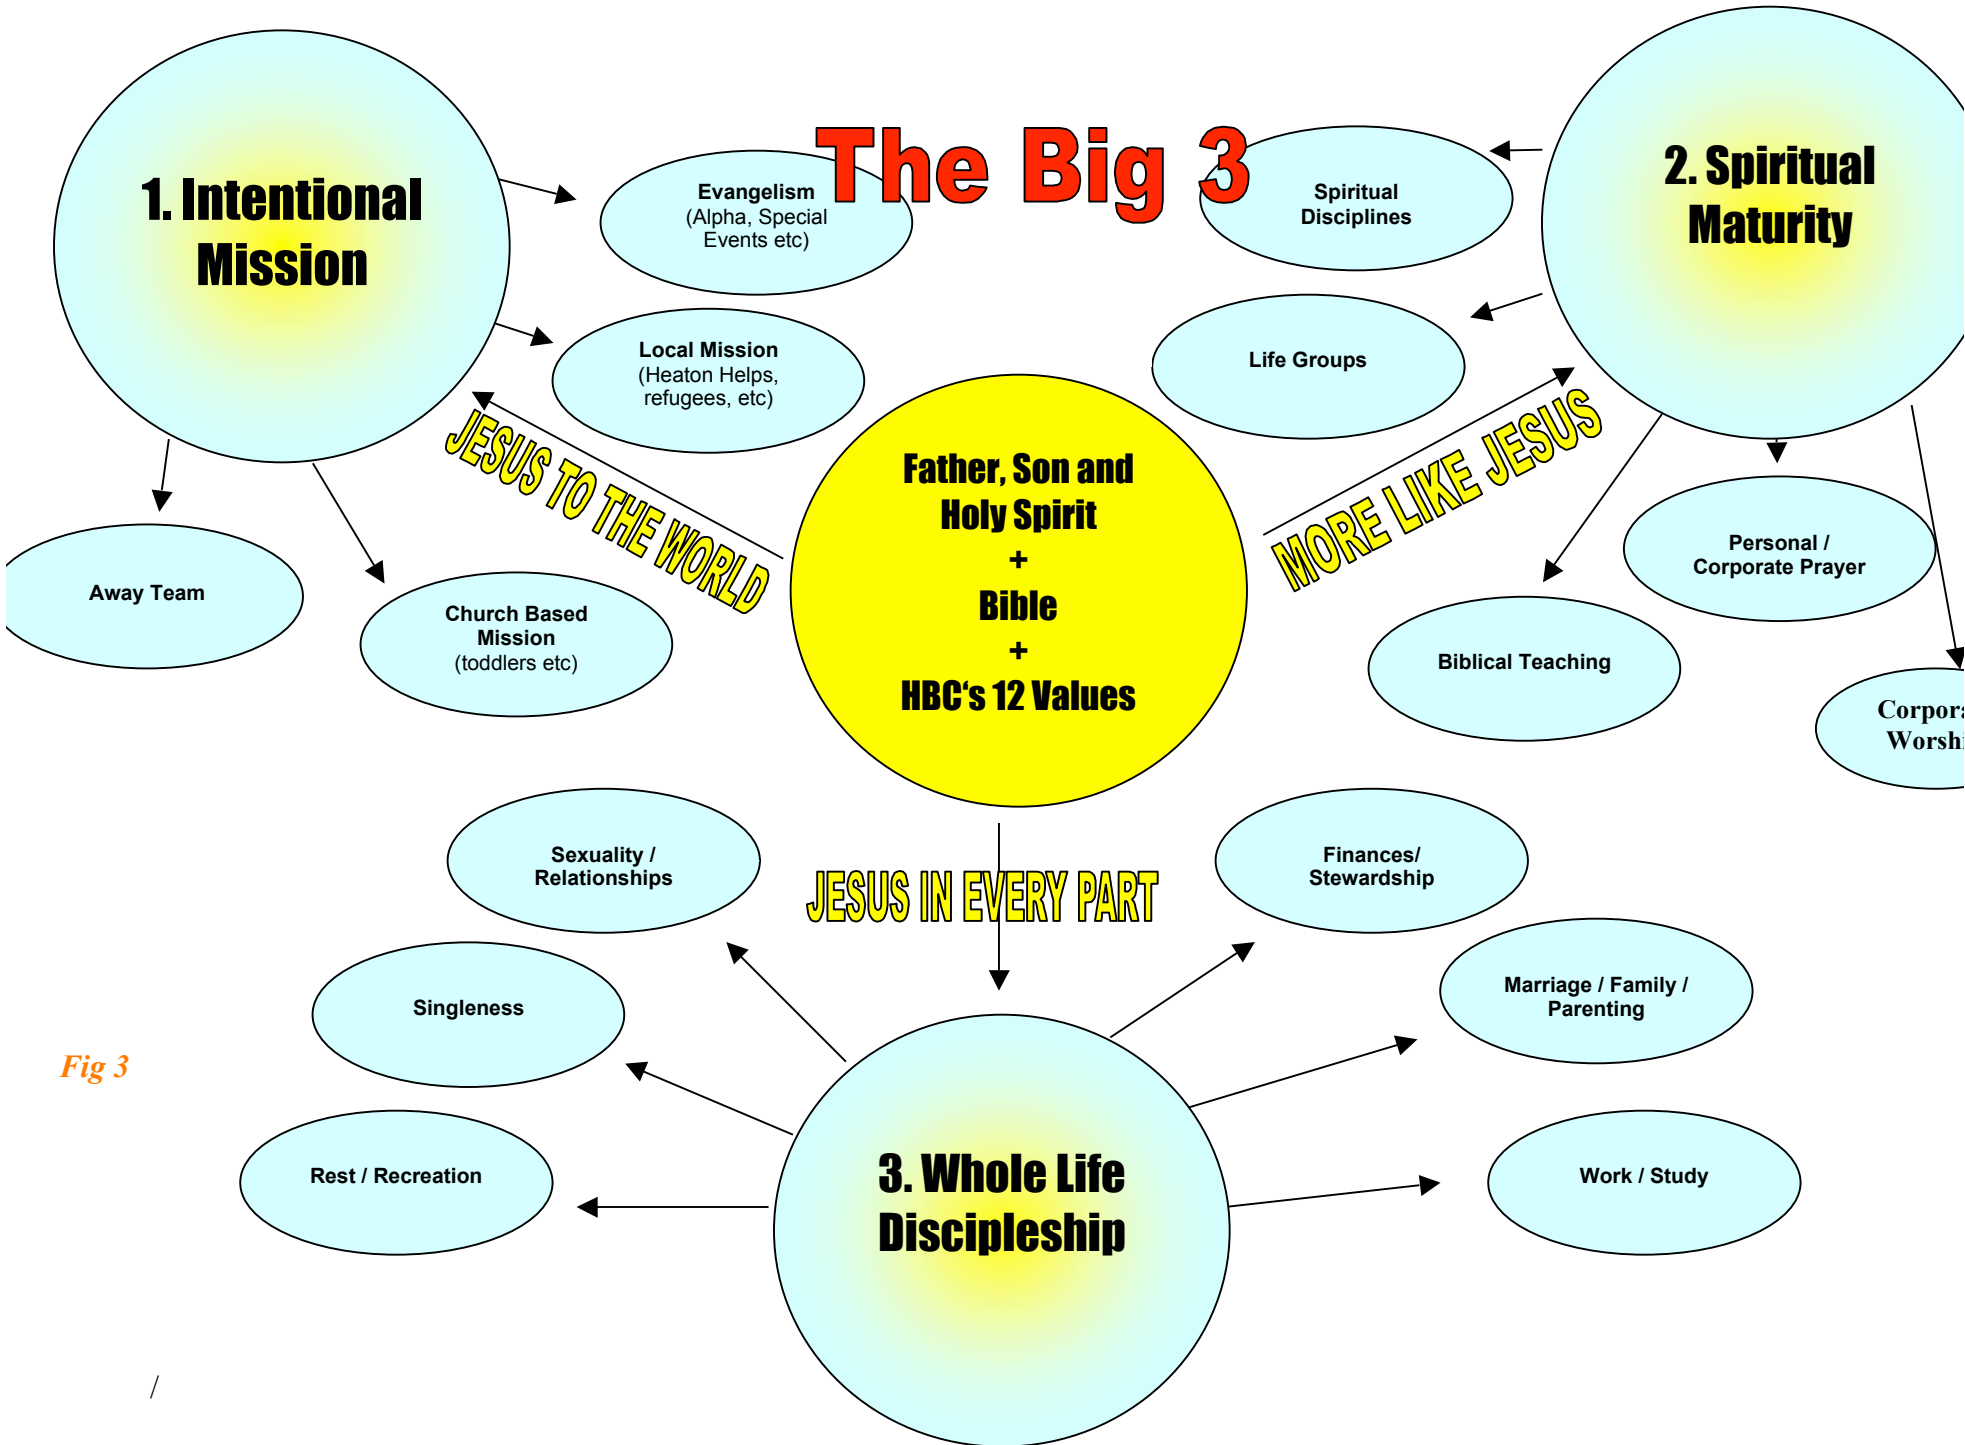 The Big 3
1. Intentional
Mission
Evangelism
(Alpha, Special
Events etc)
Local Mission
(Heaton Helps,
refugees, etc)
Away Team
Church Based
Mission
(toddlers etc)
JESUS TO THE WORLD
2. Spiritual
Maturity
Spiritual
Disciplines
Life Groups
MORE LIKE JESUS
Personal /
Corporate Prayer
Biblical Teaching
Father, Son and
Holy Spirit
+
Bible
+
HBC‘s 12 Values
JESUS IN EVERY PART
Sexuality /
Relationships
Singleness
Rest / Recreation
Finances/
Stewardship
Marriage / Family /
Parenting
Work / Study
3. Whole Life
Discipleship
Fig 3
/